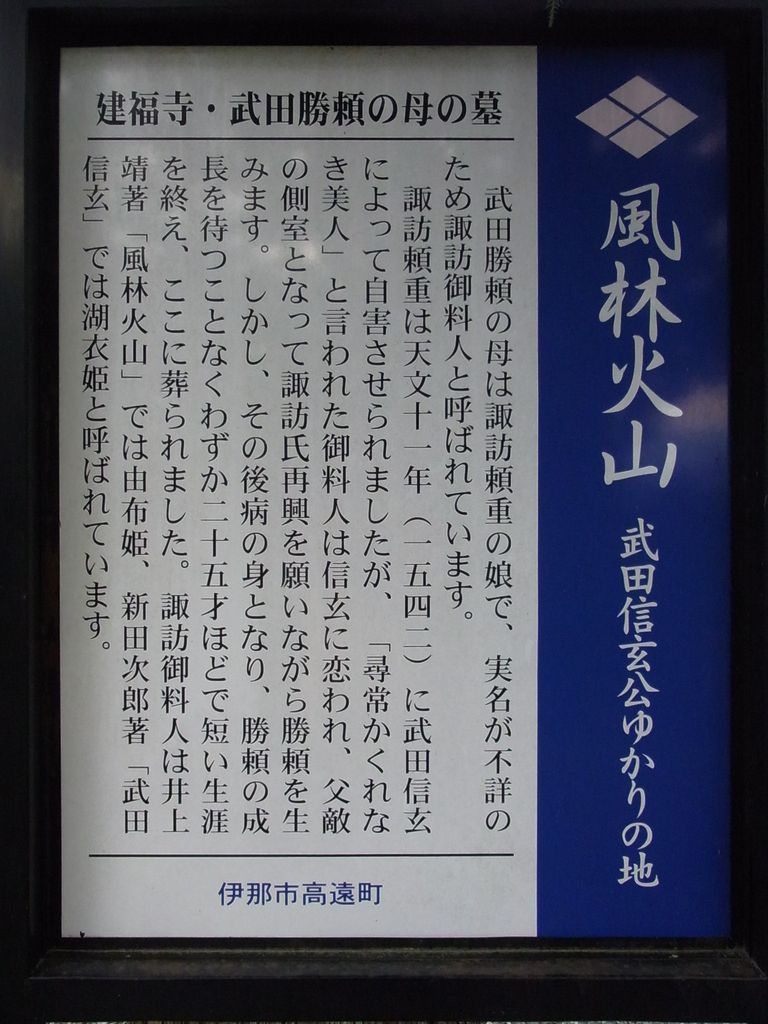 風林火山 武田信玄公ゆかりの地
建福寺・武田勝頼の母の墓
武田勝頼の母は諏訪頼重の娘で、実名が不詳の
ため諏訪御料人と呼ばれています。
諏訪頼重は天文十一年（一五四二）に武田信玄
によって自害させられましたが、「尋常かくれな
き美人」と言われた御料人は信玄に恋われ、父敵
の側室となって諏訪氏再興を願いながら勝頼を生
みます。しかし、その後病の身となり、勝頼の成
長を待つことなくわずか二十五才ほどで短い生涯
を終え、ここに葬られました。諏訪御料人は井上
靖著「風林火山」では由布姫、新田次郎著「武田
信玄」では湖衣姫と呼ばれています。
伊那市高遠町